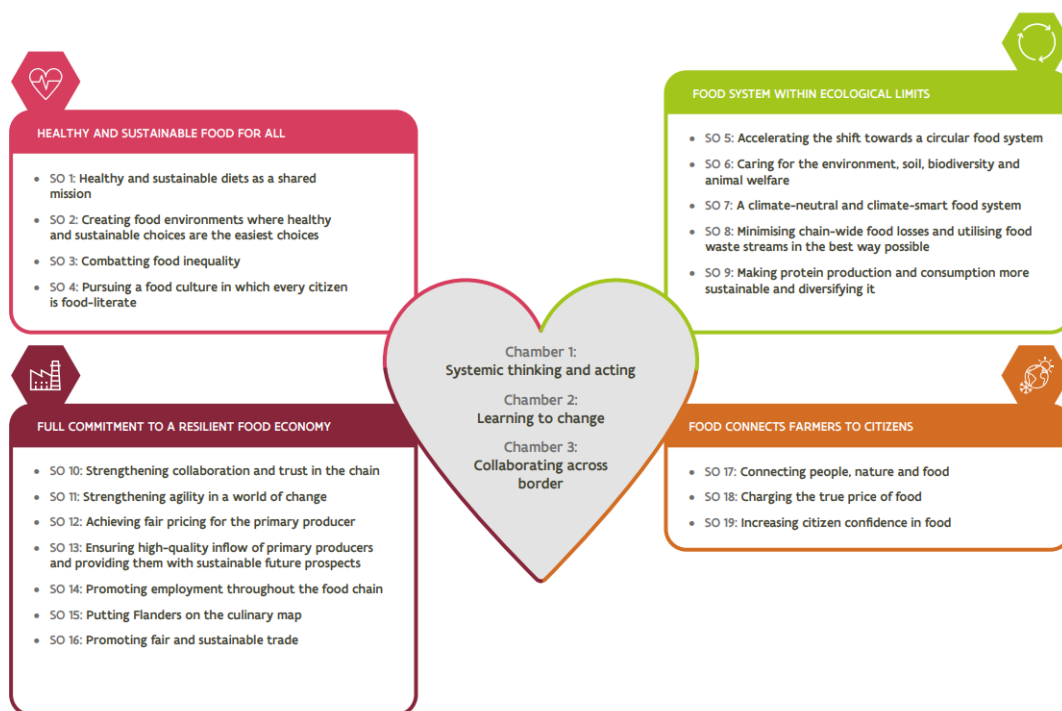 HEALTHY AND SUSTAINABLE FOOD FOR ALL
• SO 1: Healthy and sustainable diets as a shared
mission
• SO 2: Creating food environments where healthy
and sustainable choices are the easiest choices
• SO 3: Combatting food inequality
• SO 4: Pursuing a food culture in which every citizen
is food-literate
FOOD SYSTEM WITHIN ECOLOGICAL LIMITS
• SO 5: Accelerating the shift towards a circular food system
• SO 6: Caring for the environment, soil, biodiversity and
animal welfare
• SO 7: A climate-neutral and climate-smart food system
• SO 8: Minimising chain-wide food losses and utilising food
waste streams in the best way possible
• SO 9: Making protein production and consumption more
sustainable and diversifying it
Chamber 1:
Systemic thinking and acting
Chamber 2:
Learning to change
Chamber 3:
Collaborating across
border
FULL COMMITMENT TO A RESILIENT FOOD ECONOMY
• SO 10: Strengthening collaboration and trust in the chain
• SO 11: Strengthening agility in a world of change
• SO 12: Achieving fair pricing for the primary producer
• SO 13: Ensuring high-quality inflow of primary producers
and providing them with sustainable future prospects
• SO 14: Promoting employment throughout the food chain
• SO 15: Putting Flanders on the culinary map
• SO 16: Promoting fair and sustainable trade
FOOD CONNECTS FARMERS TO CITIZENS
• SO 17: Connecting people, nature and food
• SO 18: Charging the true price of food
• SO 19: Increasing citizen confidence in food